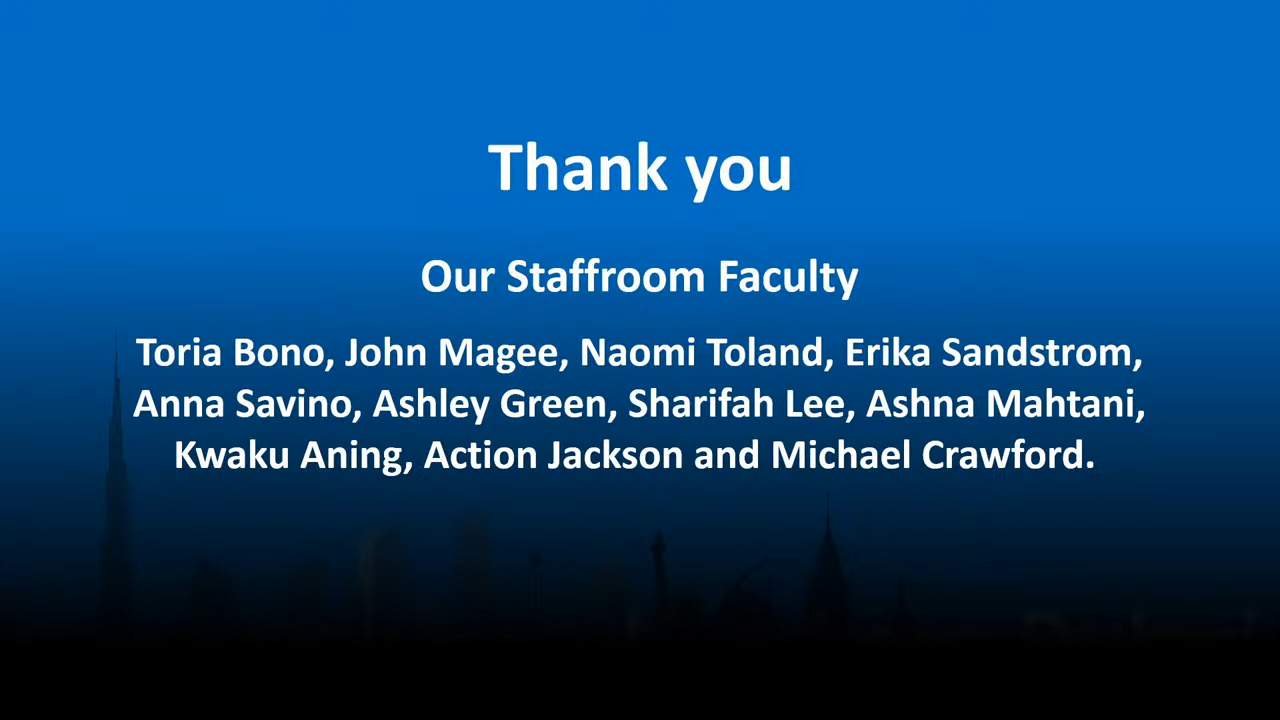 Thank you
Our Staffroom Faculty
Toria Bono, John Magee, Naomi Toland, Erika Sandstrom,
Anna Savino, Ashley Green, Sharifah Lee, Ashna Mahtani,
Kwaku Aning, Action Jackson and Michael Crawford.